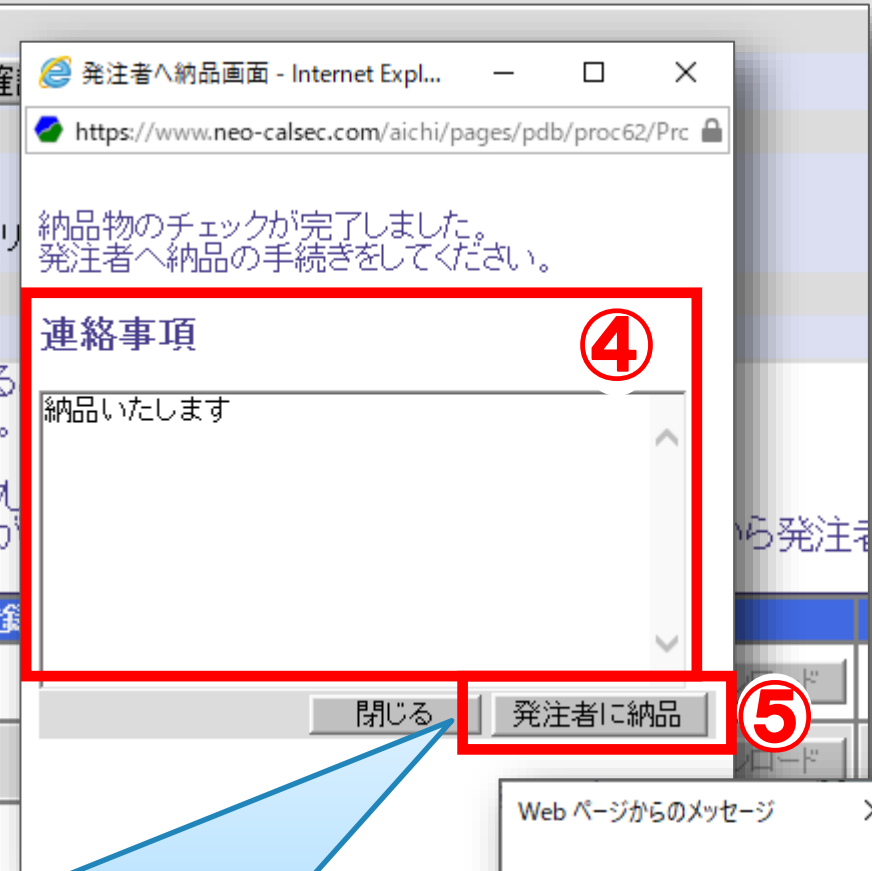 発注者へ納品画面 - Internet Expl...
https://www.neo-calsec.com/aichi/pages/pdb/proc62/Prc
納品物のチェックが完了しました。
発注者へ納品の手続きをしてください。
連絡事項
④
納品いたします
ら発注
閉じる
発注者に納品
⑤
ード
ロード
Web ページからのメッセージ